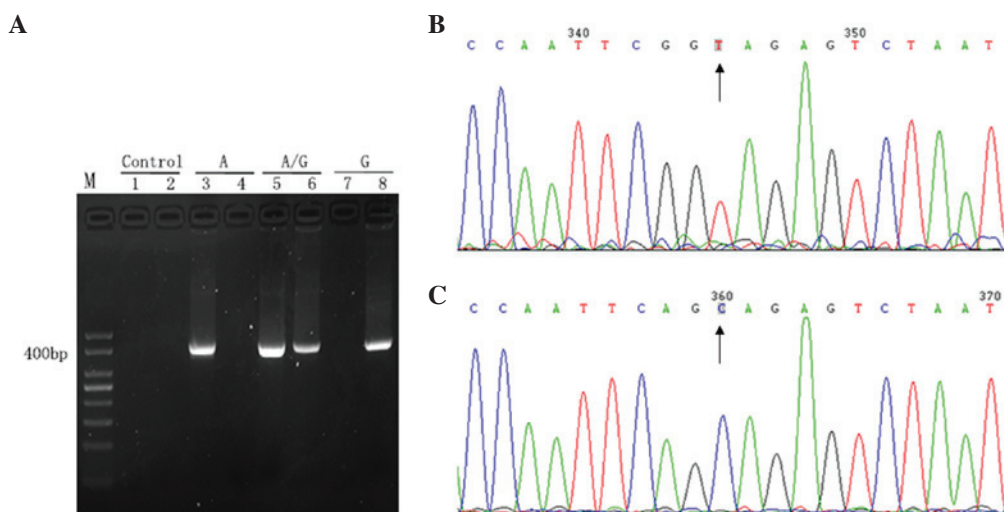 A
Control A A/G G
M 1 2 3 4 5 6 7 8
400bp
B
340 350
C C A A T T C G G T A G A G T C T A A T
C
360 370
C C A A T T C A G C A G A G T C T A A T